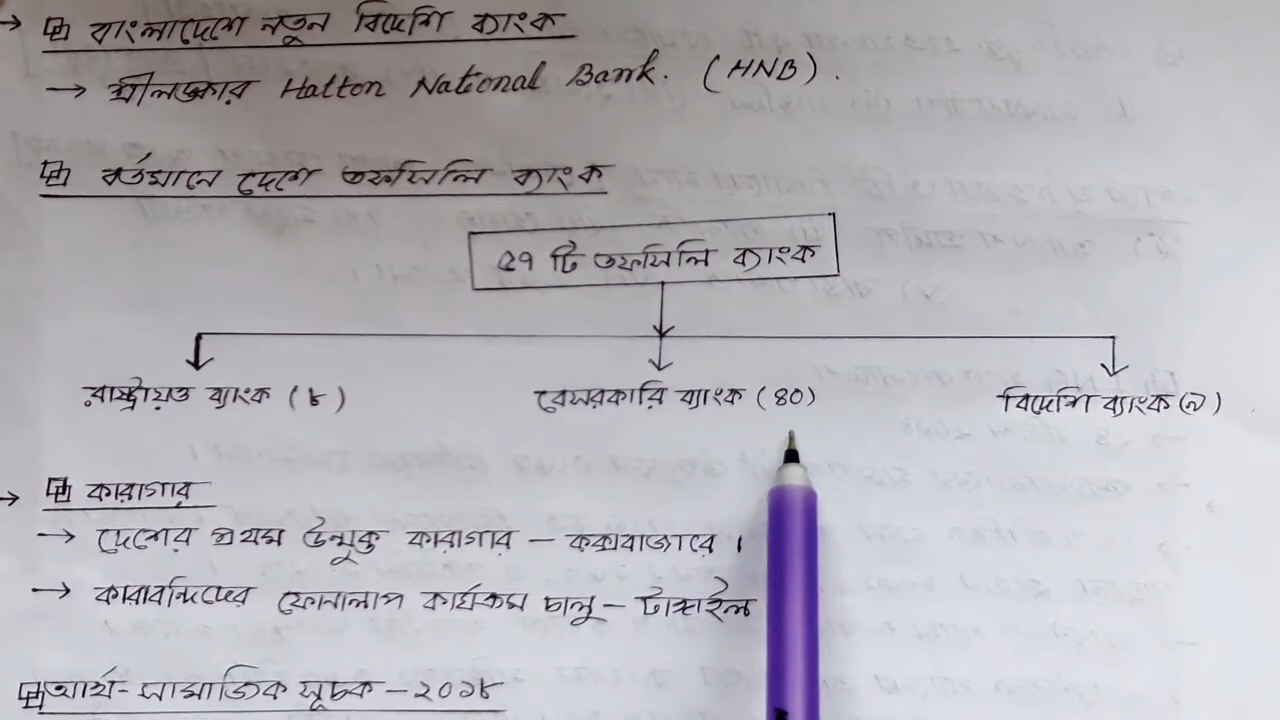 → বাংলাদেশে নতুন বিদেশি ব্যাংক
→ শ্রীলঙ্কার Hatton National Bank. (HNB).
বর্তমানে দেশে তফসিলি ব্যাংক
৫৭ টি তফসিলি ব্যাংক
রাষ্ট্রীয়ত্ত ব্যাংক (৮) বেসরকারি ব্যাংক (৪০) বিদেশি ব্যাংক (৯)
→ কারাগার
→ দেশের প্রথম উন্মুক্ত কারাগার – কক্সবাজারে।
→ কারাবন্দিদের ফোনালাপ কার্যক্রম চালু – টাঙ্গাইল
আর্থ-সামাজিক সূচক – ২০১৮